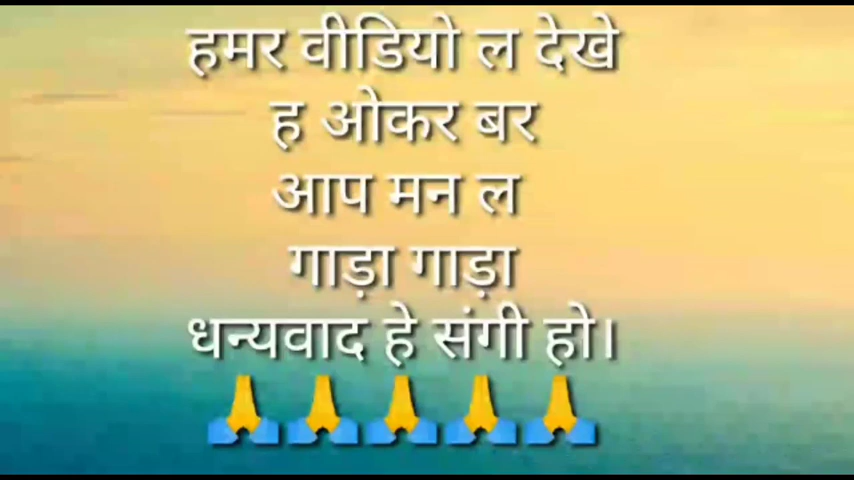 हमर वीडियो ल देखे
ह ओकर बर
आप मन ल
गाड़ा गाड़ा
धन्यवाद हे संगी हो।
🙏🙏🙏🙏🙏